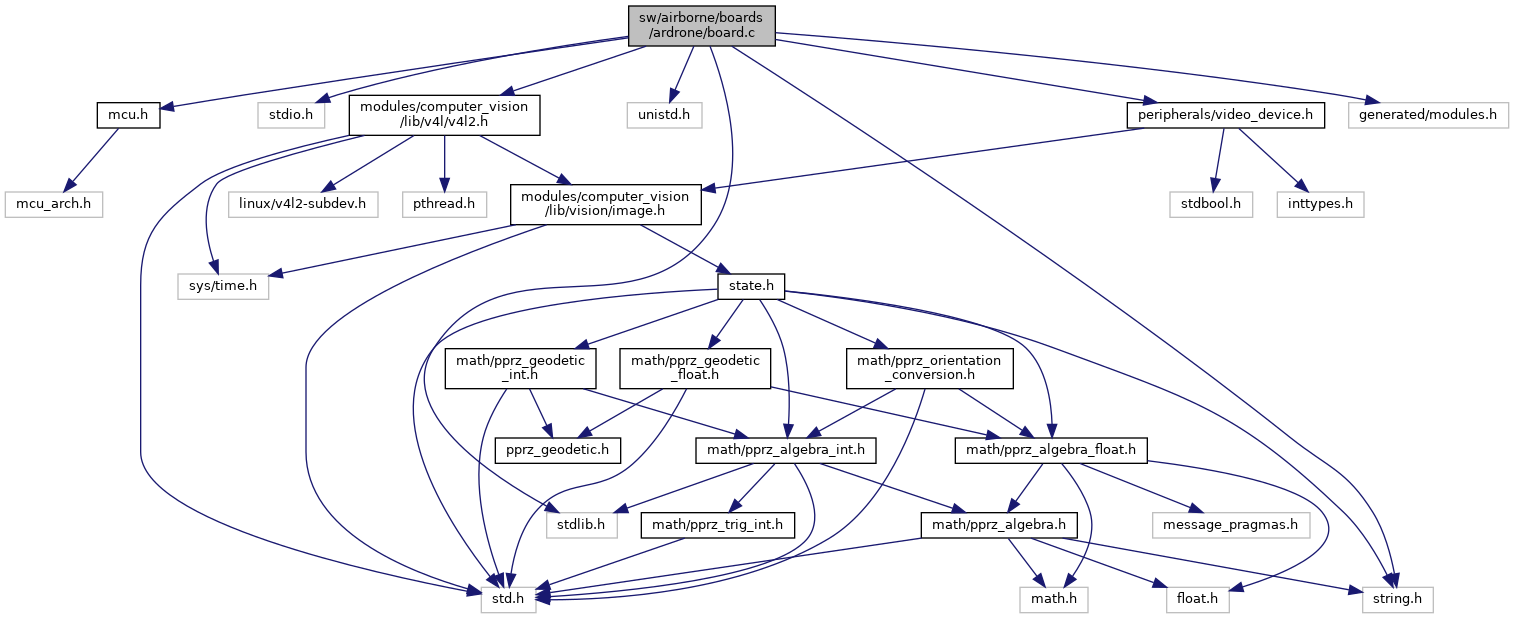 sw/airborne/boards
/ardrone/board.c
mcu.h
stdio.h
modules/computer_vision
/lib/v4l/v4l2.h
unistd.h
peripherals/video_device.h
generated/modules.h
mcu_arch.h
linux/v4l2-subdev.h
pthread.h
modules/computer_vision
/lib/vision/image.h
stdbool.h
inttypes.h
sys/time.h
state.h
math/pprz_geodetic
_int.h
math/pprz_geodetic
_float.h
math/pprz_orientation
_conversion.h
pprz_geodetic.h
math/pprz_algebra_int.h
math/pprz_algebra_float.h
stdlib.h
math/pprz_trig_int.h
math/pprz_algebra.h
message_pragmas.h
std.h
math.h
float.h
string.h